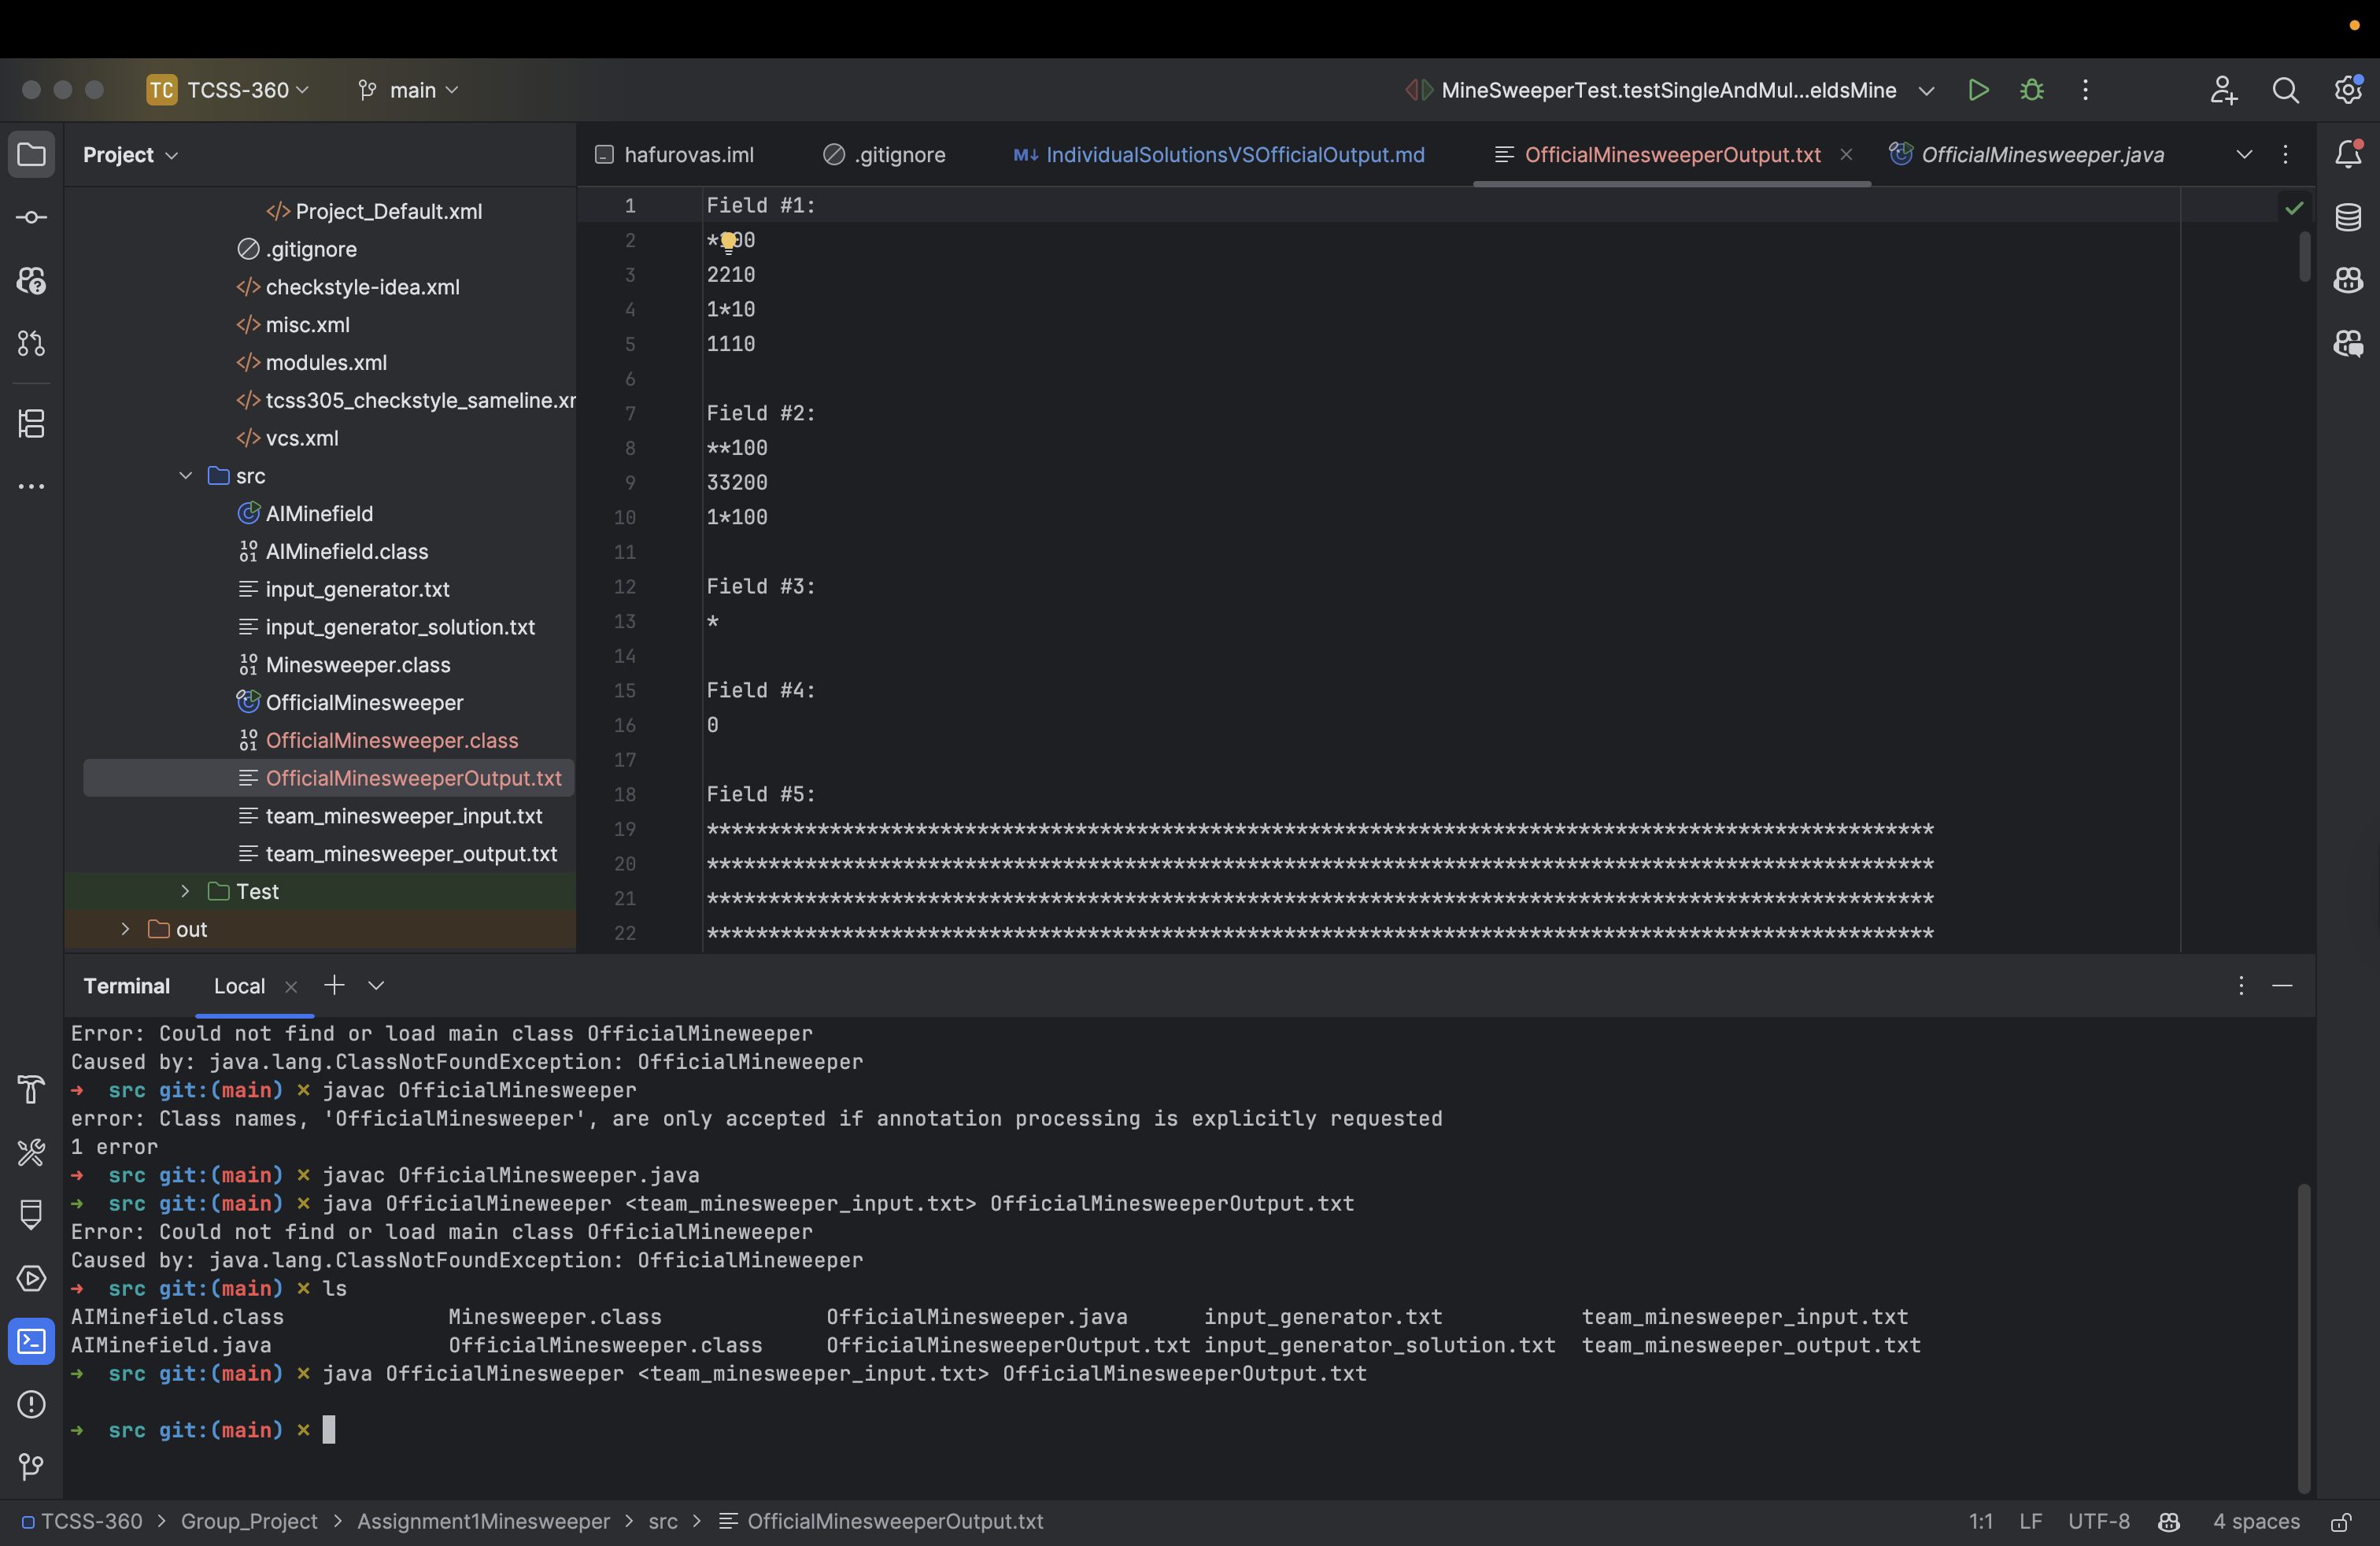 TC TCSS-360 main MineSweeperTest.testSingleAndMul...eldsMine
Project
hafurovas.iml .gitignore M↓ IndividualSolutionsVSOfficialOutput.md OfficialMinesweeperOutput.txt OfficialMinesweeper.java
Project_Default.xml
.gitignore
checkstyle-idea.xml
misc.xml
modules.xml
tcss305_checkstyle_sameline.xr
vcs.xml
src
AIMinefield
AIMinefield.class
input_generator.txt
input_generator_solution.txt
Minesweeper.class
OfficialMinesweeper
OfficialMinesweeper.class
OfficialMinesweeperOutput.txt
team_minesweeper_input.txt
team_minesweeper_output.txt
Test
out
1 Field #1:
2 *100
3 2210
4 1*10
5 1110
6
7 Field #2:
8 **100
9 33200
10 1*100
11
12 Field #3:
13 *
14
15 Field #4:
16 0
17
18 Field #5:
19 ****************************************************************************************************
20 ****************************************************************************************************
21 ****************************************************************************************************
22 ****************************************************************************************************
Terminal Local
Error: Could not find or load main class OfficialMineweeper
Caused by: java.lang.ClassNotFoundException: OfficialMineweeper
➜ src git:(main) ✗ javac OfficialMinesweeper
error: Class names, 'OfficialMinesweeper', are only accepted if annotation processing is explicitly requested
1 error
➜ src git:(main) ✗ javac OfficialMinesweeper.java
➜ src git:(main) ✗ java OfficialMineweeper <team_minesweeper_input.txt> OfficialMinesweeperOutput.txt
Error: Could not find or load main class OfficialMineweeper
Caused by: java.lang.ClassNotFoundException: OfficialMineweeper
➜ src git:(main) ✗ ls
AIMinefield.class Minesweeper.class OfficialMinesweeper.java input_generator.txt team_minesweeper_input.txt
AIMinefield.java OfficialMinesweeper.class OfficialMinesweeperOutput.txt input_generator_solution.txt team_minesweeper_output.txt
➜ src git:(main) ✗ java OfficialMinesweeper <team_minesweeper_input.txt> OfficialMinesweeperOutput.txt
➜ src git:(main) ✗
TCSS-360 > Group_Project > Assignment1Minesweeper > src > OfficialMinesweeperOutput.txt 1:1 LF UTF-8 4 spaces